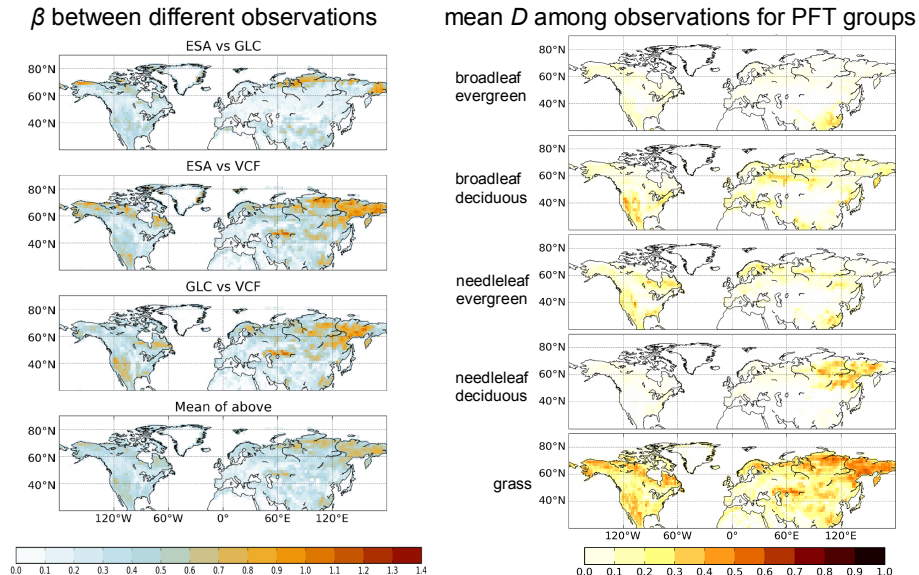 β between different observations
ESA vs GLC
80°N
60°N
40°N
ESA vs VCF
80°N
60°N
40°N
GLC vs VCF
80°N
60°N
40°N
Mean of above
80°N
60°N
40°N
120°W 60°W 0° 60°E 120°E
0.0 0.1 0.2 0.3 0.4 0.5 0.6 0.7 0.8 0.9 1.0 1.1 1.2 1.3 1.4
mean D among observations for PFT groups
broadleaf
evergreen
80°N
60°N
40°N
broadleaf
deciduous
80°N
60°N
40°N
needleleaf
evergreen
80°N
60°N
40°N
needleleaf
deciduous
80°N
60°N
40°N
grass
80°N
60°N
40°N
120°W 60°W 0° 60°E 120°E
0.0 0.1 0.2 0.3 0.4 0.5 0.6 0.7 0.8 0.9 1.0